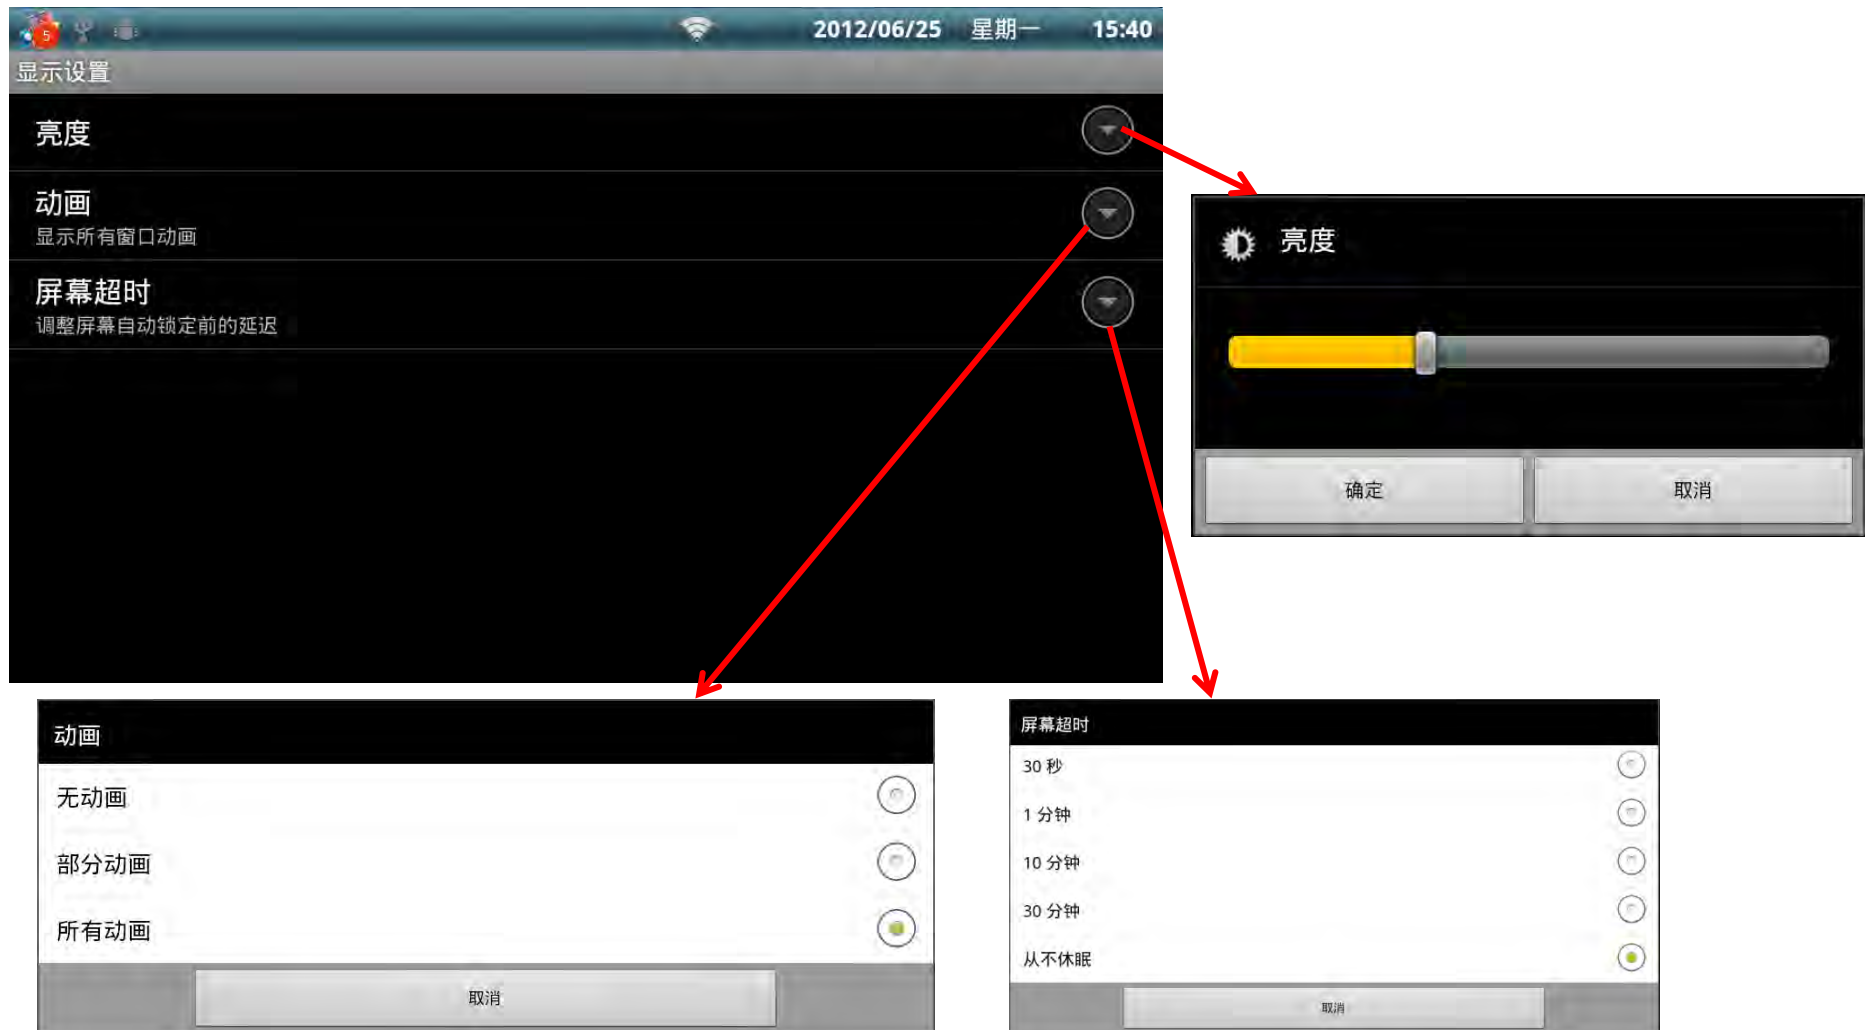 5
2012/06/25 星期一 15:40
显示设置
亮度
动画
显示所有窗口动画
屏幕超时
调整屏幕自动锁定前的延迟
亮度
确定 取消
动画
无动画
部分动画
所有动画
取消
屏幕超时
30 秒
1 分钟
10 分钟
30 分钟
从不休眠
取消